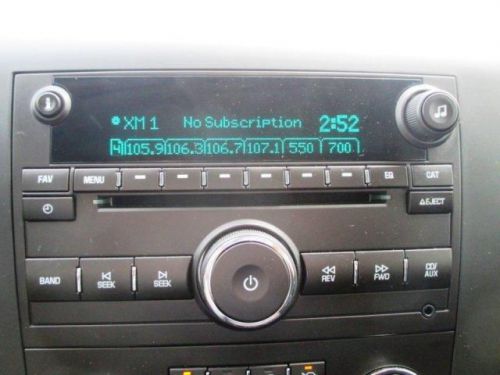 XM 1 No Subscription 2:52
4 105.9 106.3 106.7 107.1 550 700
FAV MENU EQ CAT
EJECT
BAND SEEK SEEK REV FWD CD/AUX